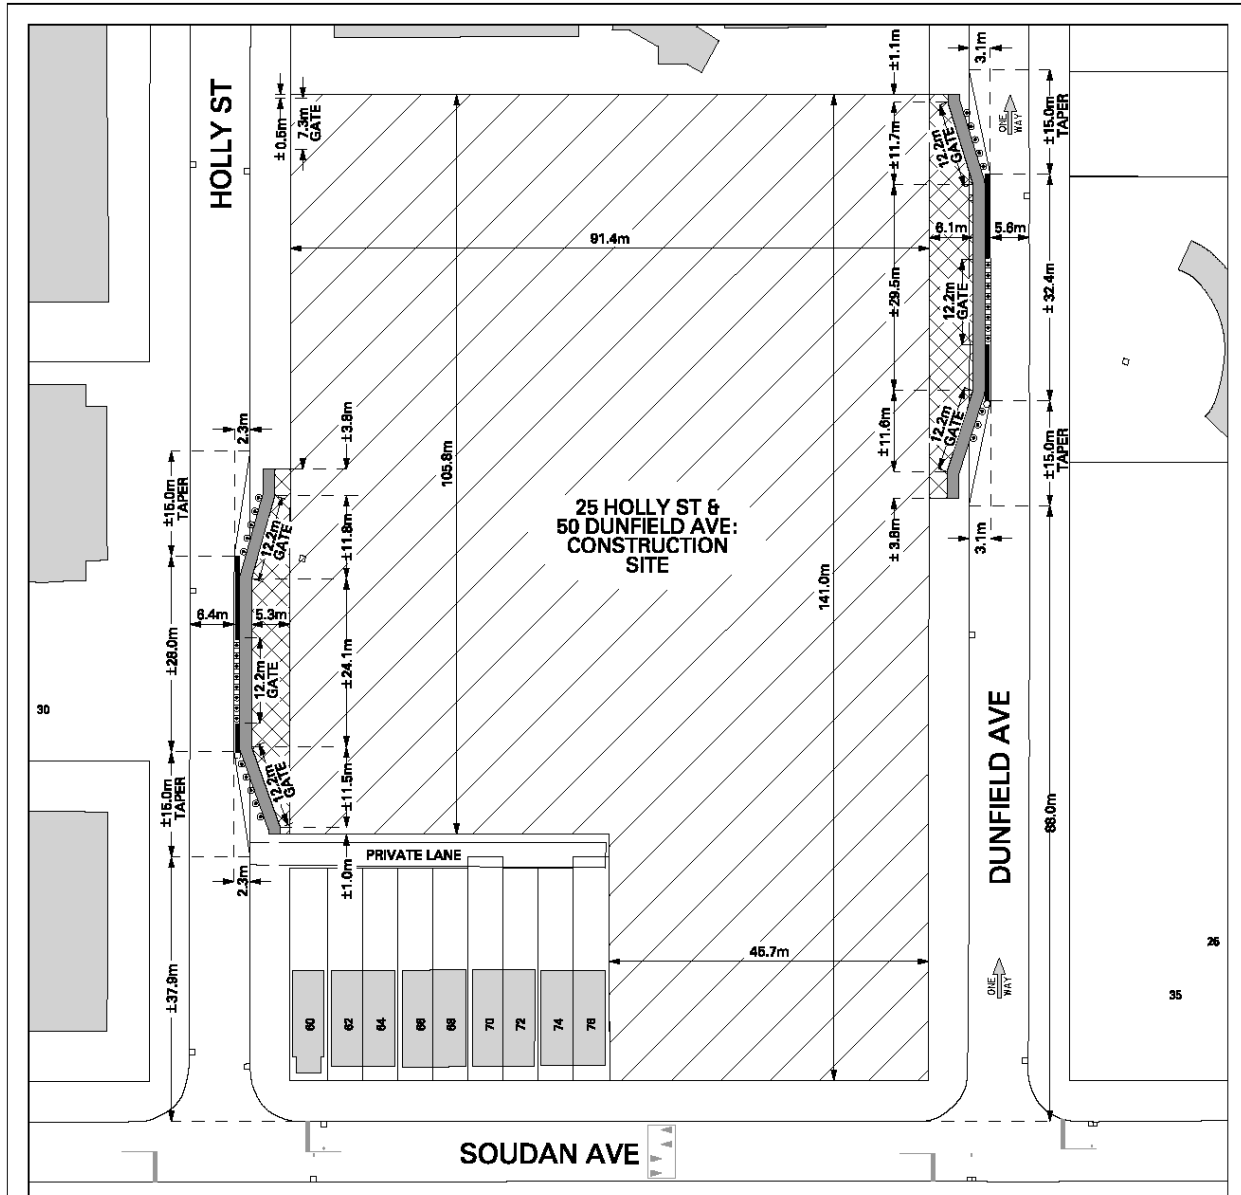 HOLLY ST
± 0.5m
7.3m
GATE
±1.1m
3.1m
ONE
WAY
±15.0m
TAPER
±11.7m
12.2m
GATE
91.4m
6.1m
5.6m
±29.5m
12.2m
GATE
±32.4m
2.3m
±3.8m
105.8m
±11.6m
12.2m
GATE
±15.0m
TAPER
±15.0m
TAPER
12.2m
GATE
±11.8m
25 HOLLY ST &
50 DUNFIELD AVE:
CONSTRUCTION
SITE
± 3.8m
3.1m
141.0m
6.4m
5.3m
±28.0m
12.2m
GATE
±24.1m
30
DUNFIELD AVE
±15.0m
TAPER
12.2m
GATE
±11.5m
88.0m
PRIVATE LANE
2.3m
±1.0m
45.7m
26
±37.9m
ONE
WAY
35
60
62
64
66
68
70
72
74
76
SOUDAN AVE